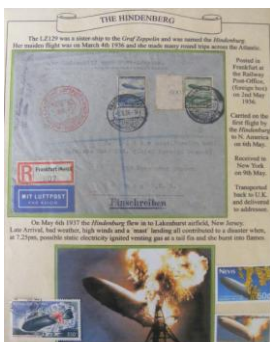 THE HINDENBERG
The LZ129 was a sister ship to the Graf Zeppelin and was named the Hindenburg
Her maiden flight was on March 4th 1936 and she made many round trips across the Atlantic.
Posted in
Frankfurt at
the Railway
Post-Office,
(foreign box)
on 2nd May
1936.
Carried on the
first flight by
the Hindenburg
to N. America
on 6th May.
Received in
New York
on 9th May.
Transported
back to U.K.
and delivered
to addressee.
R
Frankfurt (Main)
MIT LUFTPOST
Einschreiben
On May 6th 1937 the Hindenburg flew in to Lakenhurst airfield, New Jersey.
Late Arrival, bad weather, high winds and a 'mast' landing all contributed to a disaster when,
at 7.25pm, possible static electricity ignited venting gas at a tail fin and she burst into flames.
Nevis